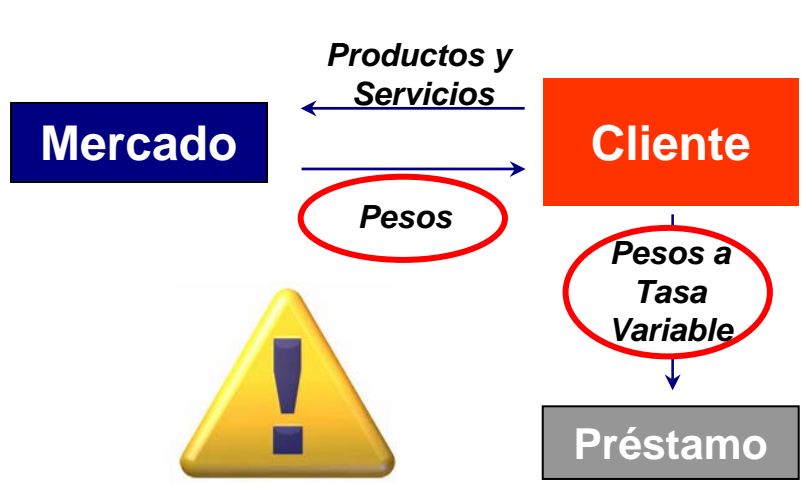 Productos y
Servicios
Mercado
Cliente
Pesos
Pesos a
Tasa
Variable
Préstamo